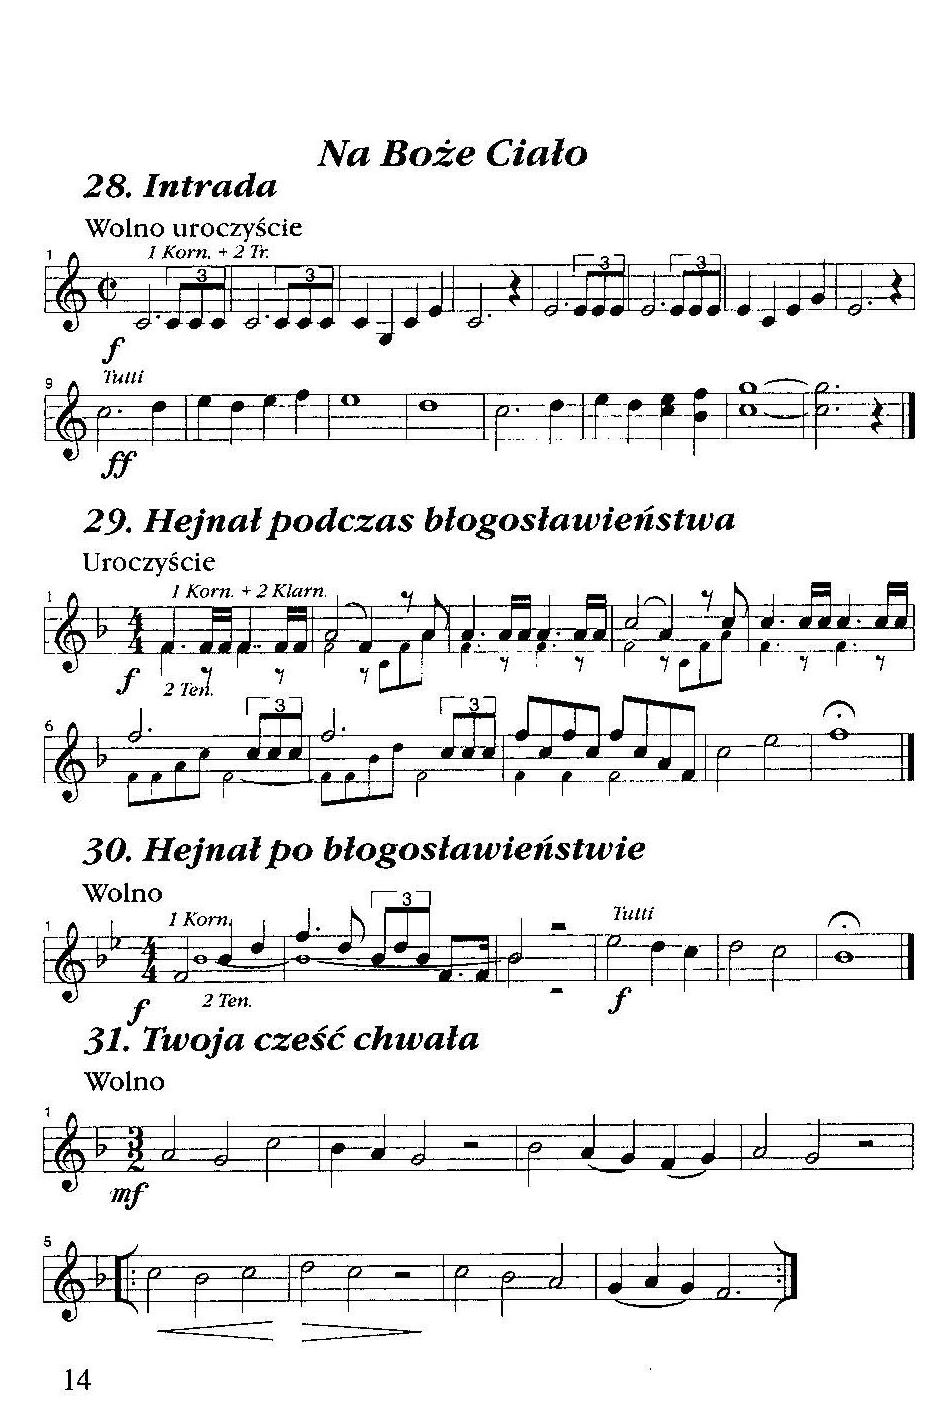 Na Boże Ciało
28. Intrada
Wolno uroczyście
1 Korn. + 2 Tr.
1
3 3 3 3
f
Tutti
9
ff
29. Hejnał podczas błogosławieństwa
Uroczyście
1 Korn. + 2 Klarn.
1
4
4
f
2 Ten.
6
3 3
30. Hejnał po błogosławieństwie
Wolno
3
1 Korn.
Tutti
1
4
4
f
2 Ten.
f
31. Twoja cześć chwała
Wolno
1
3
2
mf
5
14